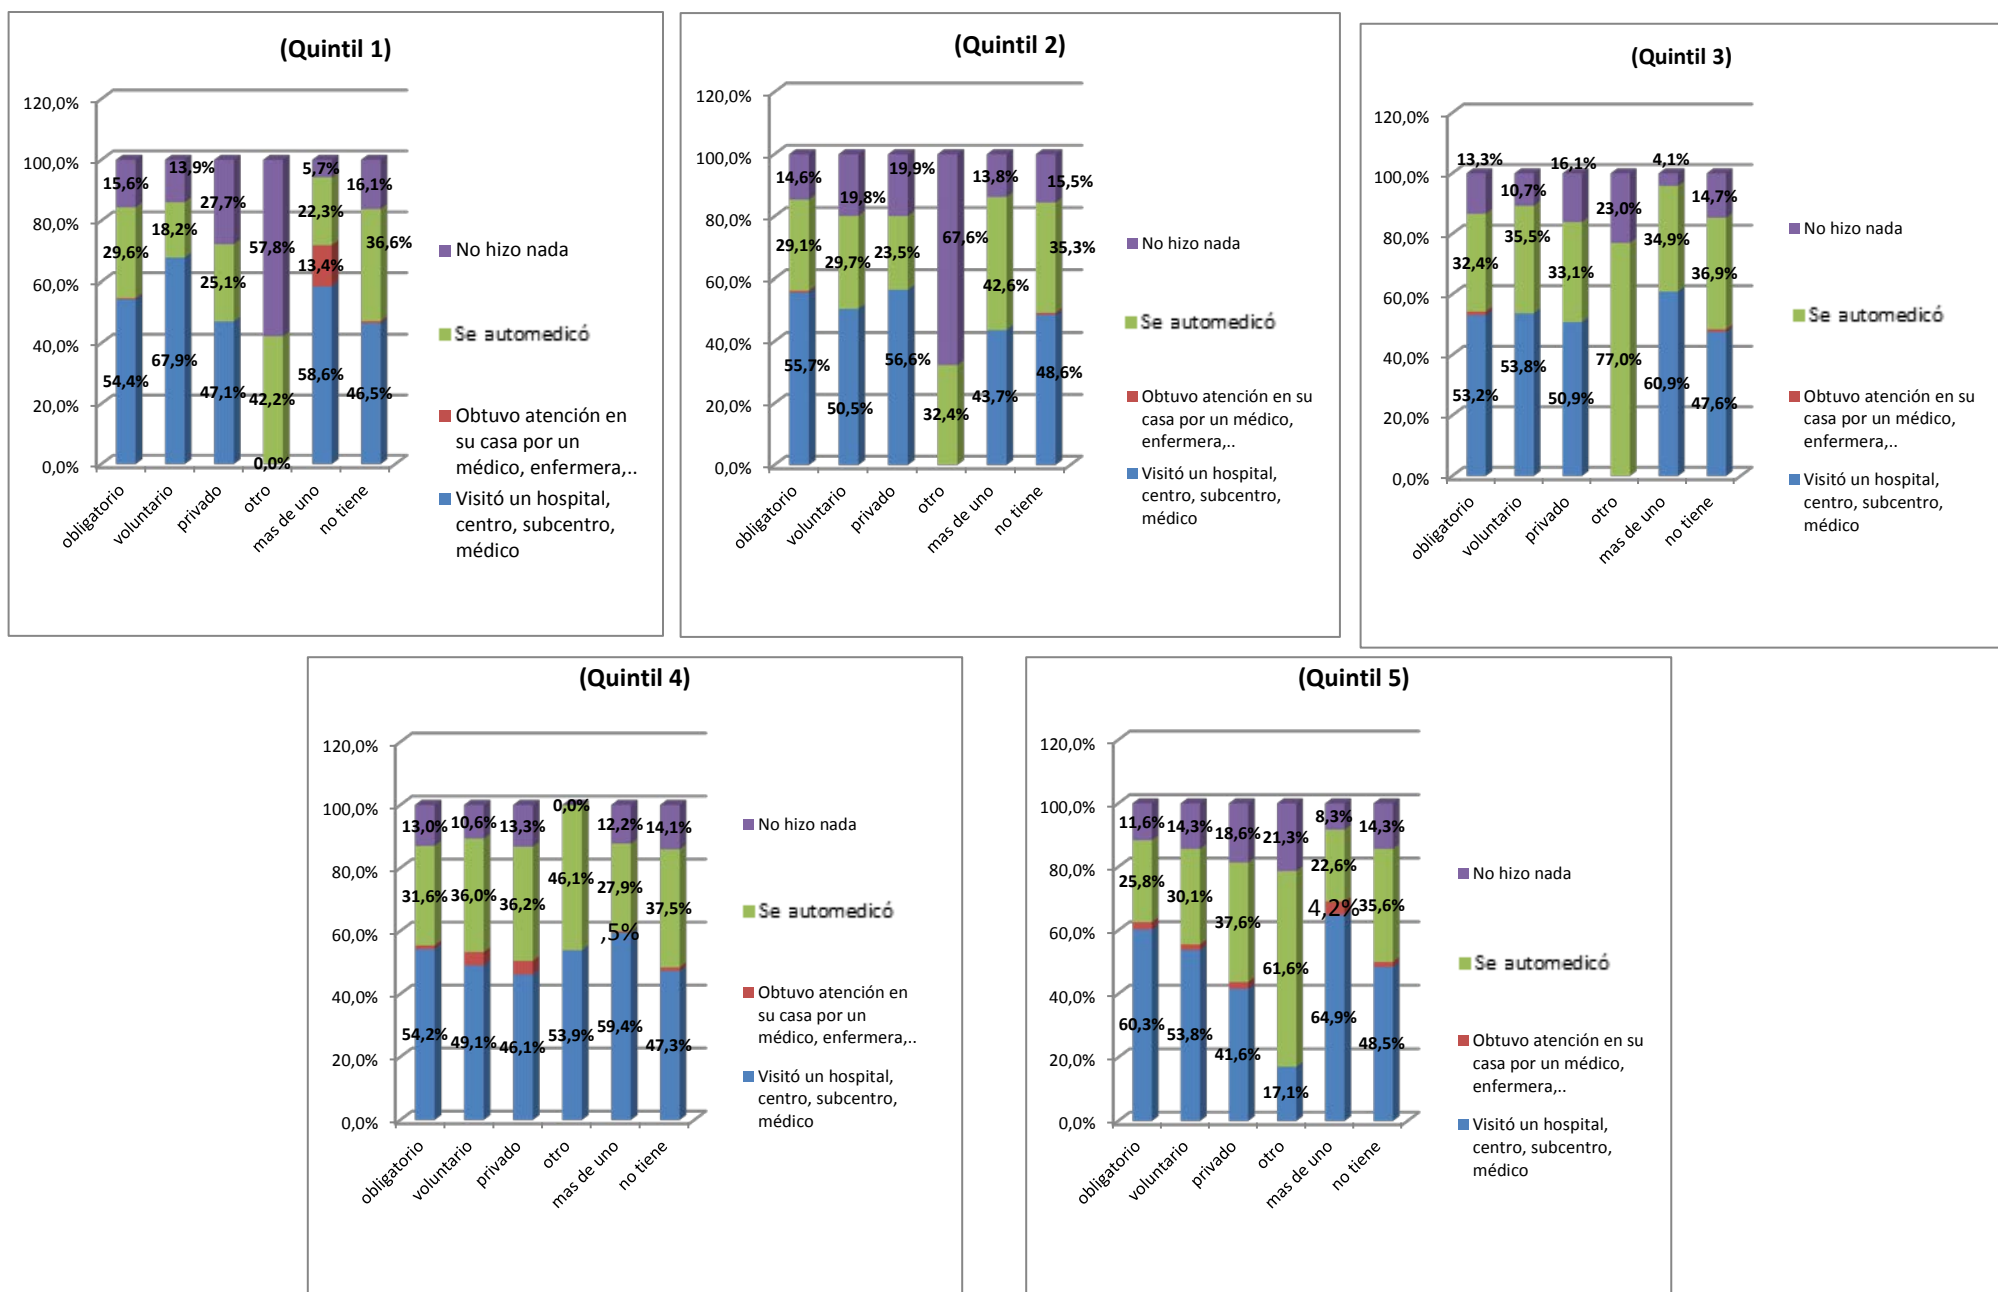 (Quintil 1)
120,0%
100,0%
80,0%
60,0%
40,0%
20,0%
0,0%
15,6%
13,9%
27,7%
57,8%
5,7%
16,1%
29,6%
18,2%
25,1%
42,2%
22,3%
36,6%
13,4%
54,4%
67,9%
47,1%
0,0%
58,6%
46,5%
obligatorio
voluntario
privado
otro
mas de uno
no tiene
No hizo nada
Se automedicó
Obtuvo atención en
su casa por un
médico, enfermera,..
Visitó un hospital,
centro, subcentro,
médico
(Quintil 2)
120,0%
100,0%
80,0%
60,0%
40,0%
20,0%
0,0%
14,6%
19,8%
19,9%
67,6%
13,8%
15,5%
29,1%
29,7%
23,5%
32,4%
42,6%
35,3%
55,7%
50,5%
56,6%
43,7%
48,6%
obligatorio
voluntario
privado
otro
mas de uno
no tiene
No hizo nada
Se automedicó
Obtuvo atención en su
casa por un médico,
enfermera,..
Visitó un hospital,
centro, subcentro,
médico
(Quintil 3)
120,0%
100,0%
80,0%
60,0%
40,0%
20,0%
0,0%
13,3%
10,7%
16,1%
23,0%
4,1%
14,7%
32,4%
35,5%
33,1%
77,0%
34,9%
36,9%
53,2%
53,8%
50,9%
60,9%
47,6%
obligatorio
voluntario
privado
otro
mas de uno
no tiene
No hizo nada
Se automedicó
Obtuvo atención en su
casa por un médico,
enfermera,..
Visitó un hospital,
centro, subcentro,
médico
(Quintil 4)
120,0%
100,0%
80,0%
60,0%
40,0%
20,0%
0,0%
13,0%
10,6%
13,3%
0,0%
12,2%
14,1%
31,6%
36,0%
36,2%
46,1%
27,9%
37,5%
,5%
54,2%
49,1%
46,1%
53,9%
59,4%
47,3%
obligatorio
voluntario
privado
otro
mas de uno
no tiene
No hizo nada
Se automedicó
Obtuvo atención en
su casa por un
médico, enfermera,..
Visitó un hospital,
centro, subcentro,
médico
(Quintil 5)
120,0%
100,0%
80,0%
60,0%
40,0%
20,0%
0,0%
11,6%
14,3%
18,6%
21,3%
8,3%
14,3%
25,8%
30,1%
37,6%
61,6%
22,6%
35,6%
4,2%
60,3%
53,8%
41,6%
17,1%
64,9%
48,5%
obligatorio
voluntario
privado
otro
mas de uno
no tiene
No hizo nada
Se automedicó
Obtuvo atención en su
casa por un médico,
enfermera,..
Visitó un hospital,
centro, subcentro,
médico